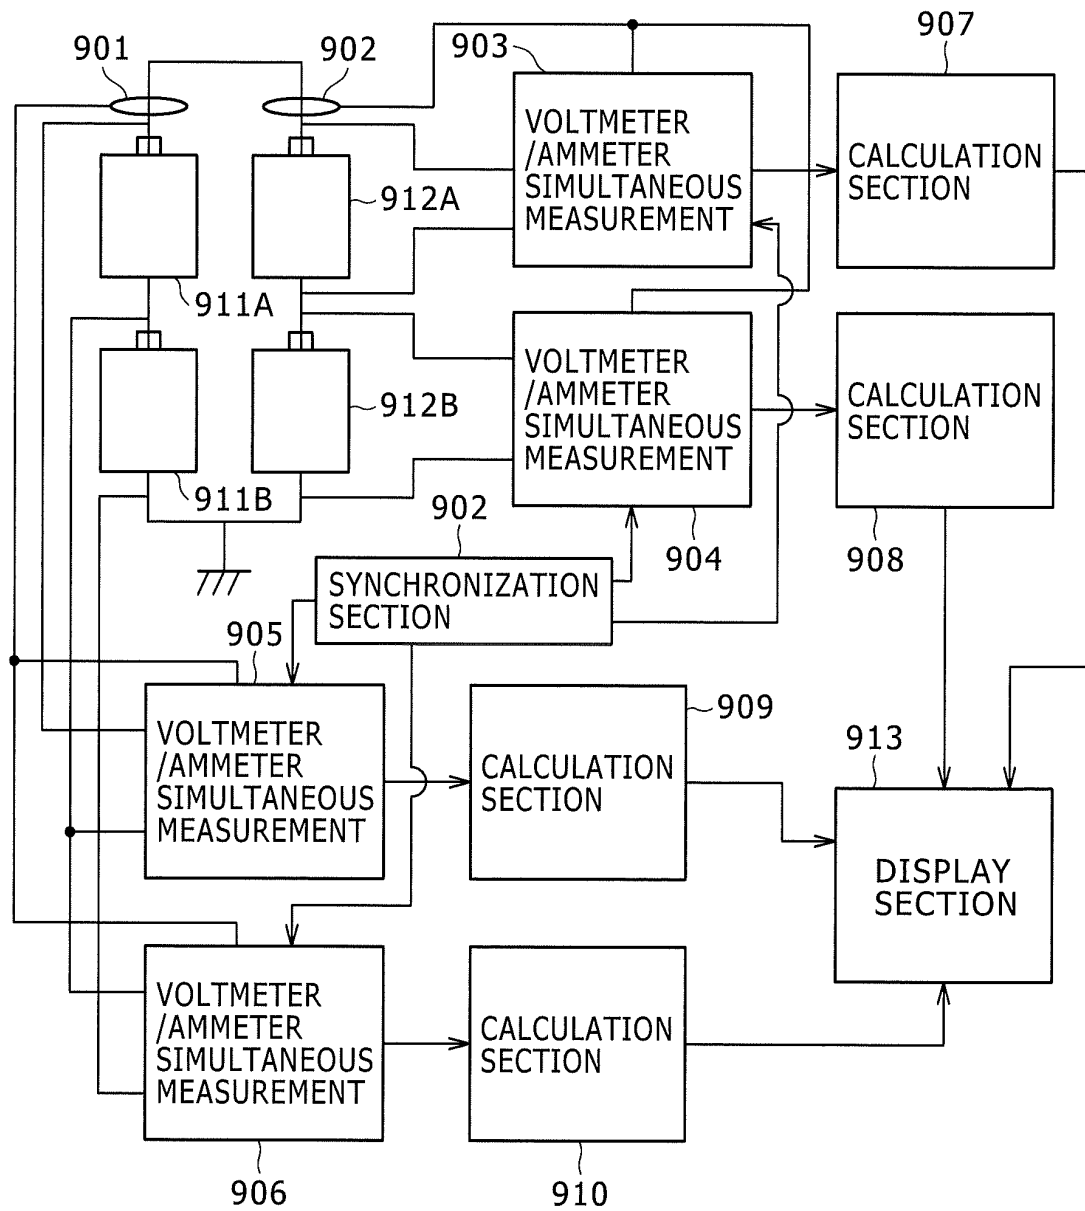 901
902
903
907
VOLTMETER
/AMMETER
SIMULTANEOUS
MEASUREMENT
CALCULATION
SECTION
912A
911A
VOLTMETER
/AMMETER
SIMULTANEOUS
MEASUREMENT
CALCULATION
SECTION
912B
911B
902
904
908
SYNCHRONIZATION
SECTION
905
VOLTMETER
/AMMETER
SIMULTANEOUS
MEASUREMENT
CALCULATION
SECTION
909
913
DISPLAY
SECTION
VOLTMETER
/AMMETER
SIMULTANEOUS
MEASUREMENT
CALCULATION
SECTION
906
910